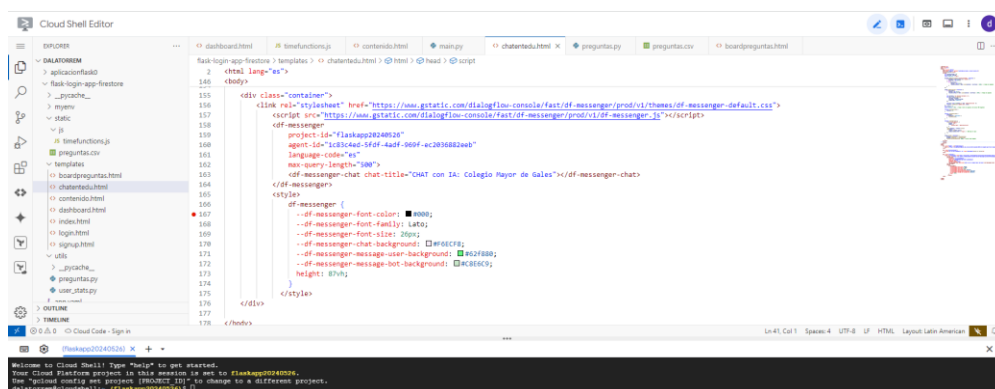 Cloud Shell Editor
d
EXPLORER
dashboard.html
timefunctions.js
contenido.html
main.py
chatentedu.html
preguntas.py
preguntas.csv
boardpreguntas.html
flask-login-app-firestore > templates > chatentedu.html > html > head > script
DALATORREM
> aplicacionflask0
flask-login-app-firestore
> __pycache__
> myenv
static
js
JS timefunctions.js
preguntas.csv
templates
boardpreguntas.html
chatentedu.html
contenido.html
dashboard.html
index.html
login.html
signup.html
utils
> __pycache__
preguntas.py
user_stats.py
> OUTLINE
> TIMELINE
2 <html lang="es">
146 <body>
155 <div class="container">
156 <link rel="stylesheet" href="https://www.gstatic.com/dialogflow-console/fast/df-messenger/prod/v1/themes/df-messenger-default.css">
157 <script src="https://www.gstatic.com/dialogflow-console/fast/df-messenger/prod/v1/df-messenger.js"></script>
158 <df-messenger
159 project-id="flaskapp20240526"
160 agent-id="1c83c4ed-5fdf-4adf-969f-ec2036882eeb"
161 language-code="es"
162 max-query-length="500">
163 <df-messenger-chat chat-title="CHAT con IA: Colegio Mayor de Gales"></df-messenger-chat>
164 </df-messenger>
165 <style>
166 df-messenger {
167 --df-messenger-font-color: #000;
168 --df-messenger-font-family: Lato;
169 --df-messenger-font-size: 26px;
170 --df-messenger-chat-background: #F6ECF8;
171 --df-messenger-message-user-background: #62f880;
172 --df-messenger-message-bot-background: #C8E6C9;
173 height: 87vh;
174 }
175 </style>
176 </div>
177
178 </body>
0 0 Cloud Code - Sign in
Ln 41, Col 1 Spaces: 4 UTF-8 LF HTML Layout: Latin American
(flaskapp20240526) × + 
Welcome to Cloud Shell! Type "help" to get started.
Your Cloud Platform project in this session is set to flaskapp20240526.
Use "gcloud config set project [PROJECT_ID]" to change to a different project.